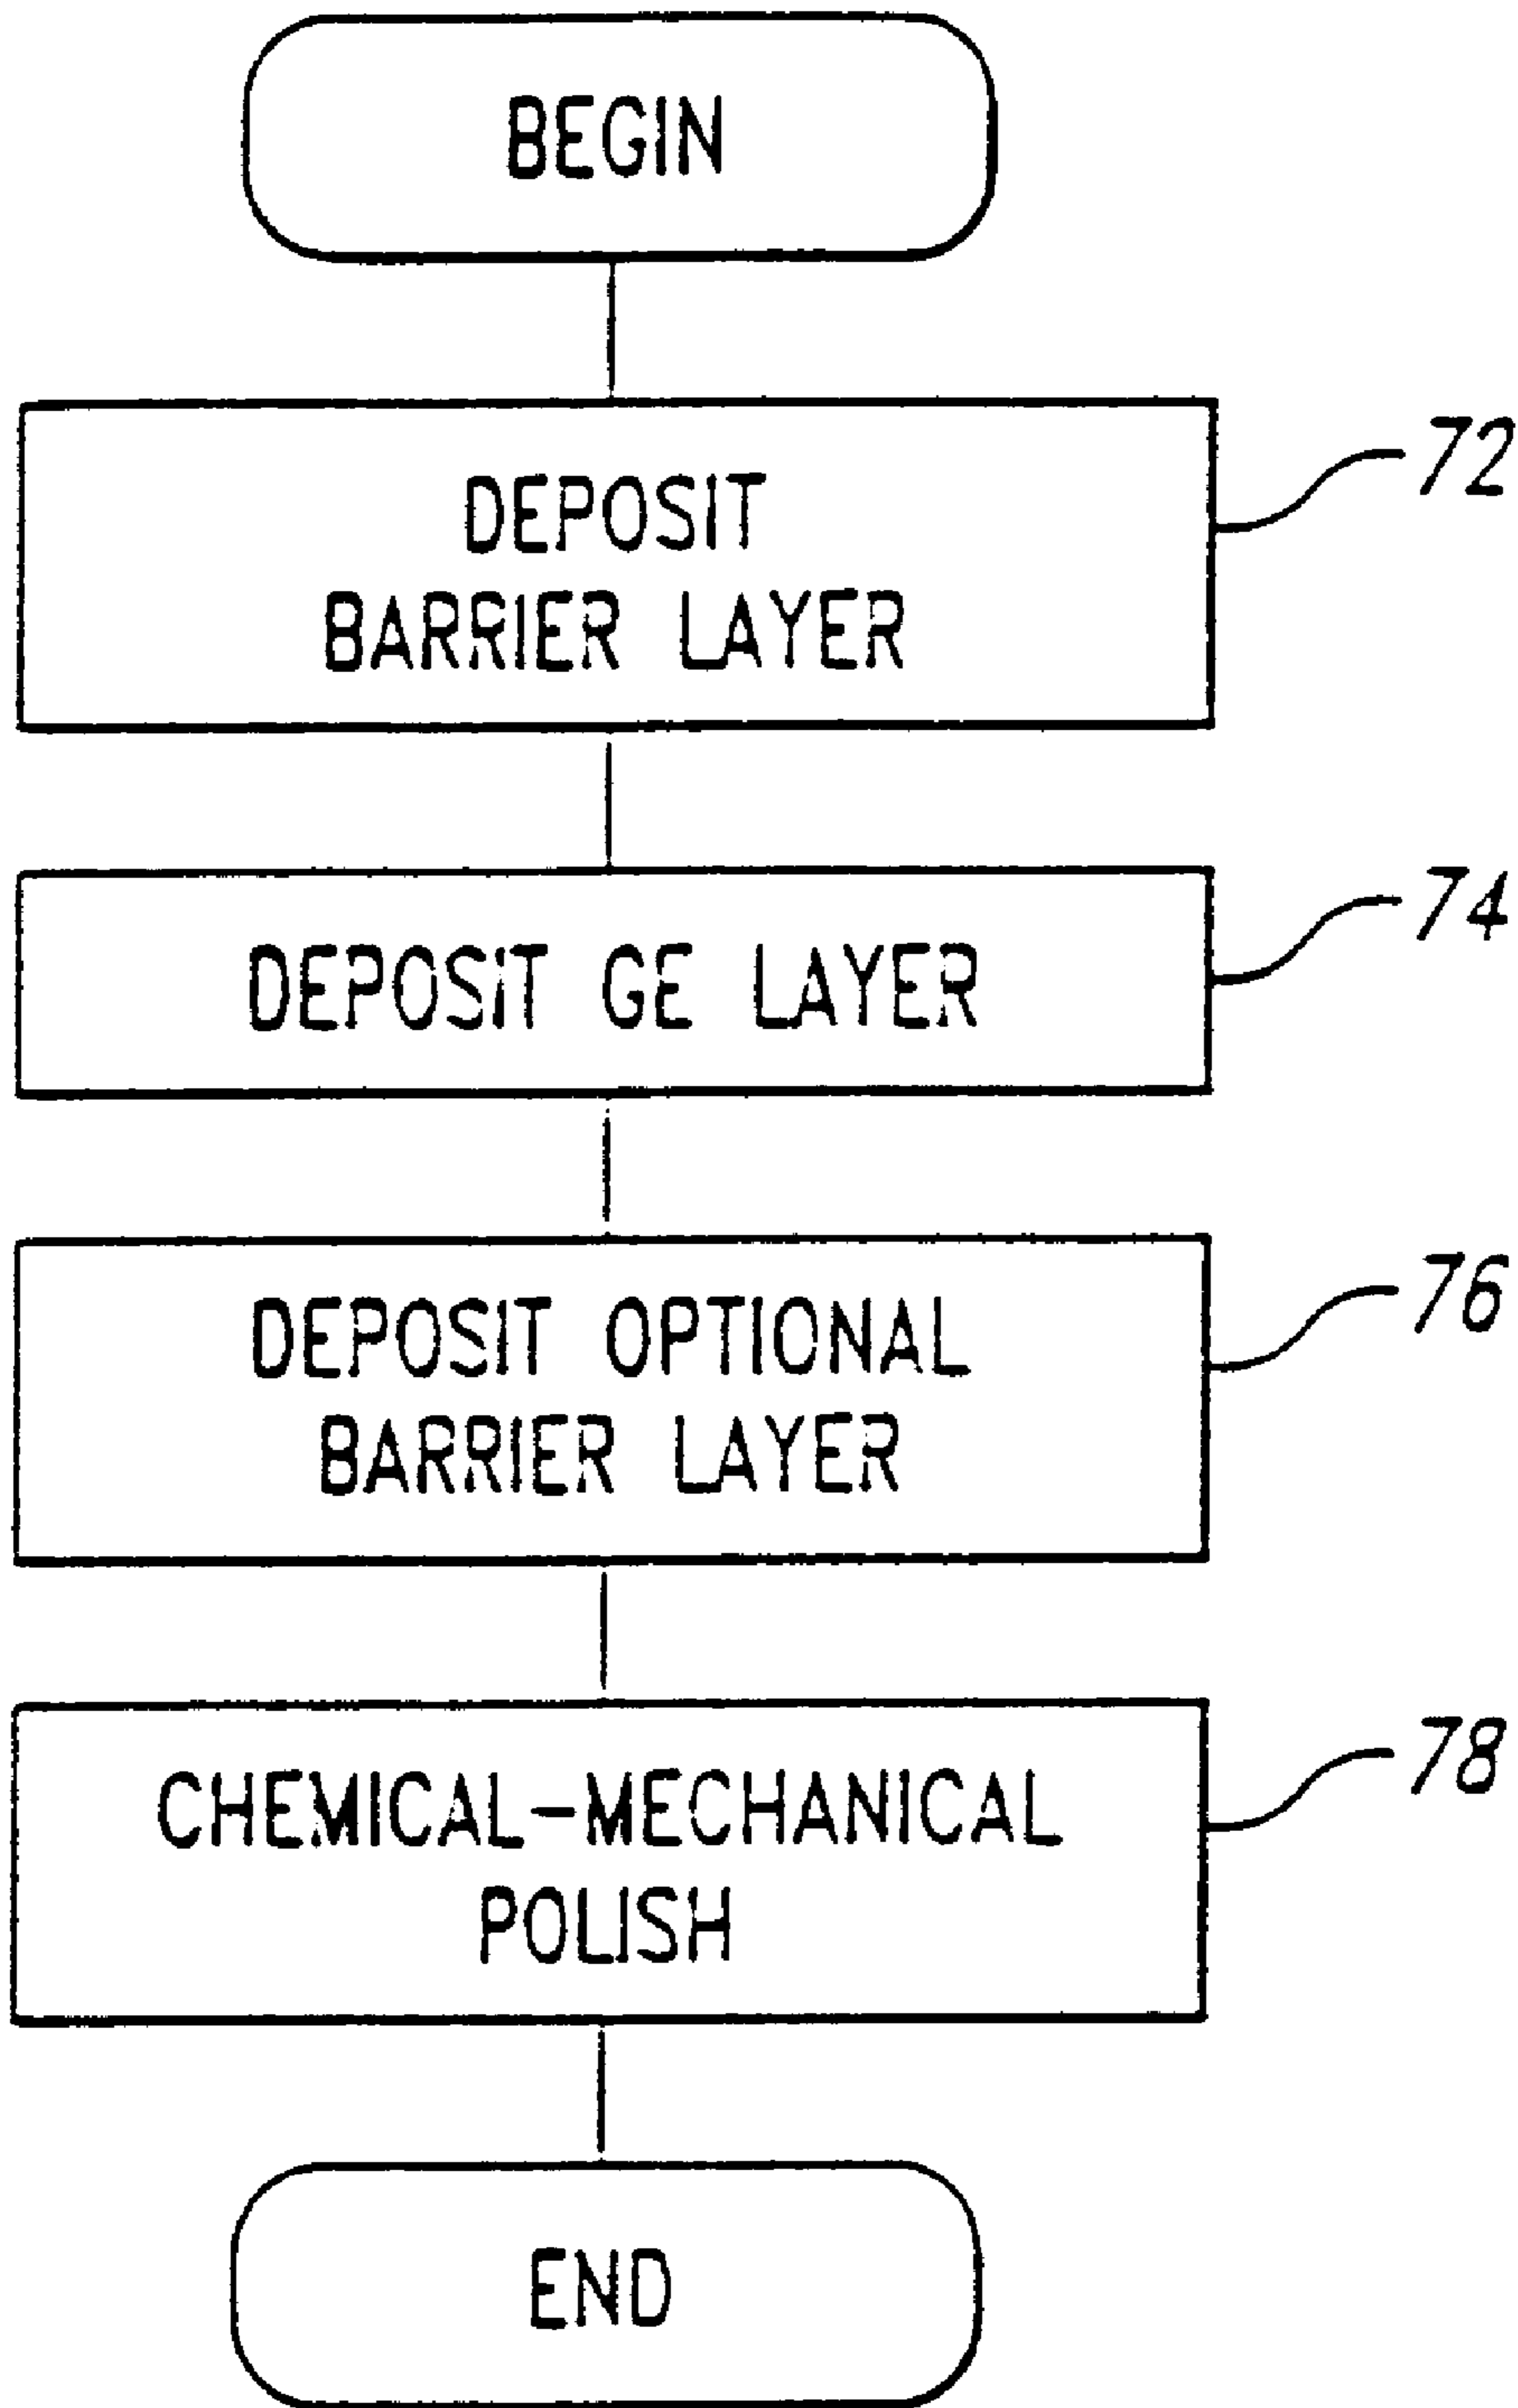 BEGIN
DEPOSIT
BARRIER LAYER
72
DEPOSIT GE LAYER
74
DEPOSIT OPTIONAL
BARRIER LAYER
76
CHEMICAL-MECHANICAL
POLISH
78
END